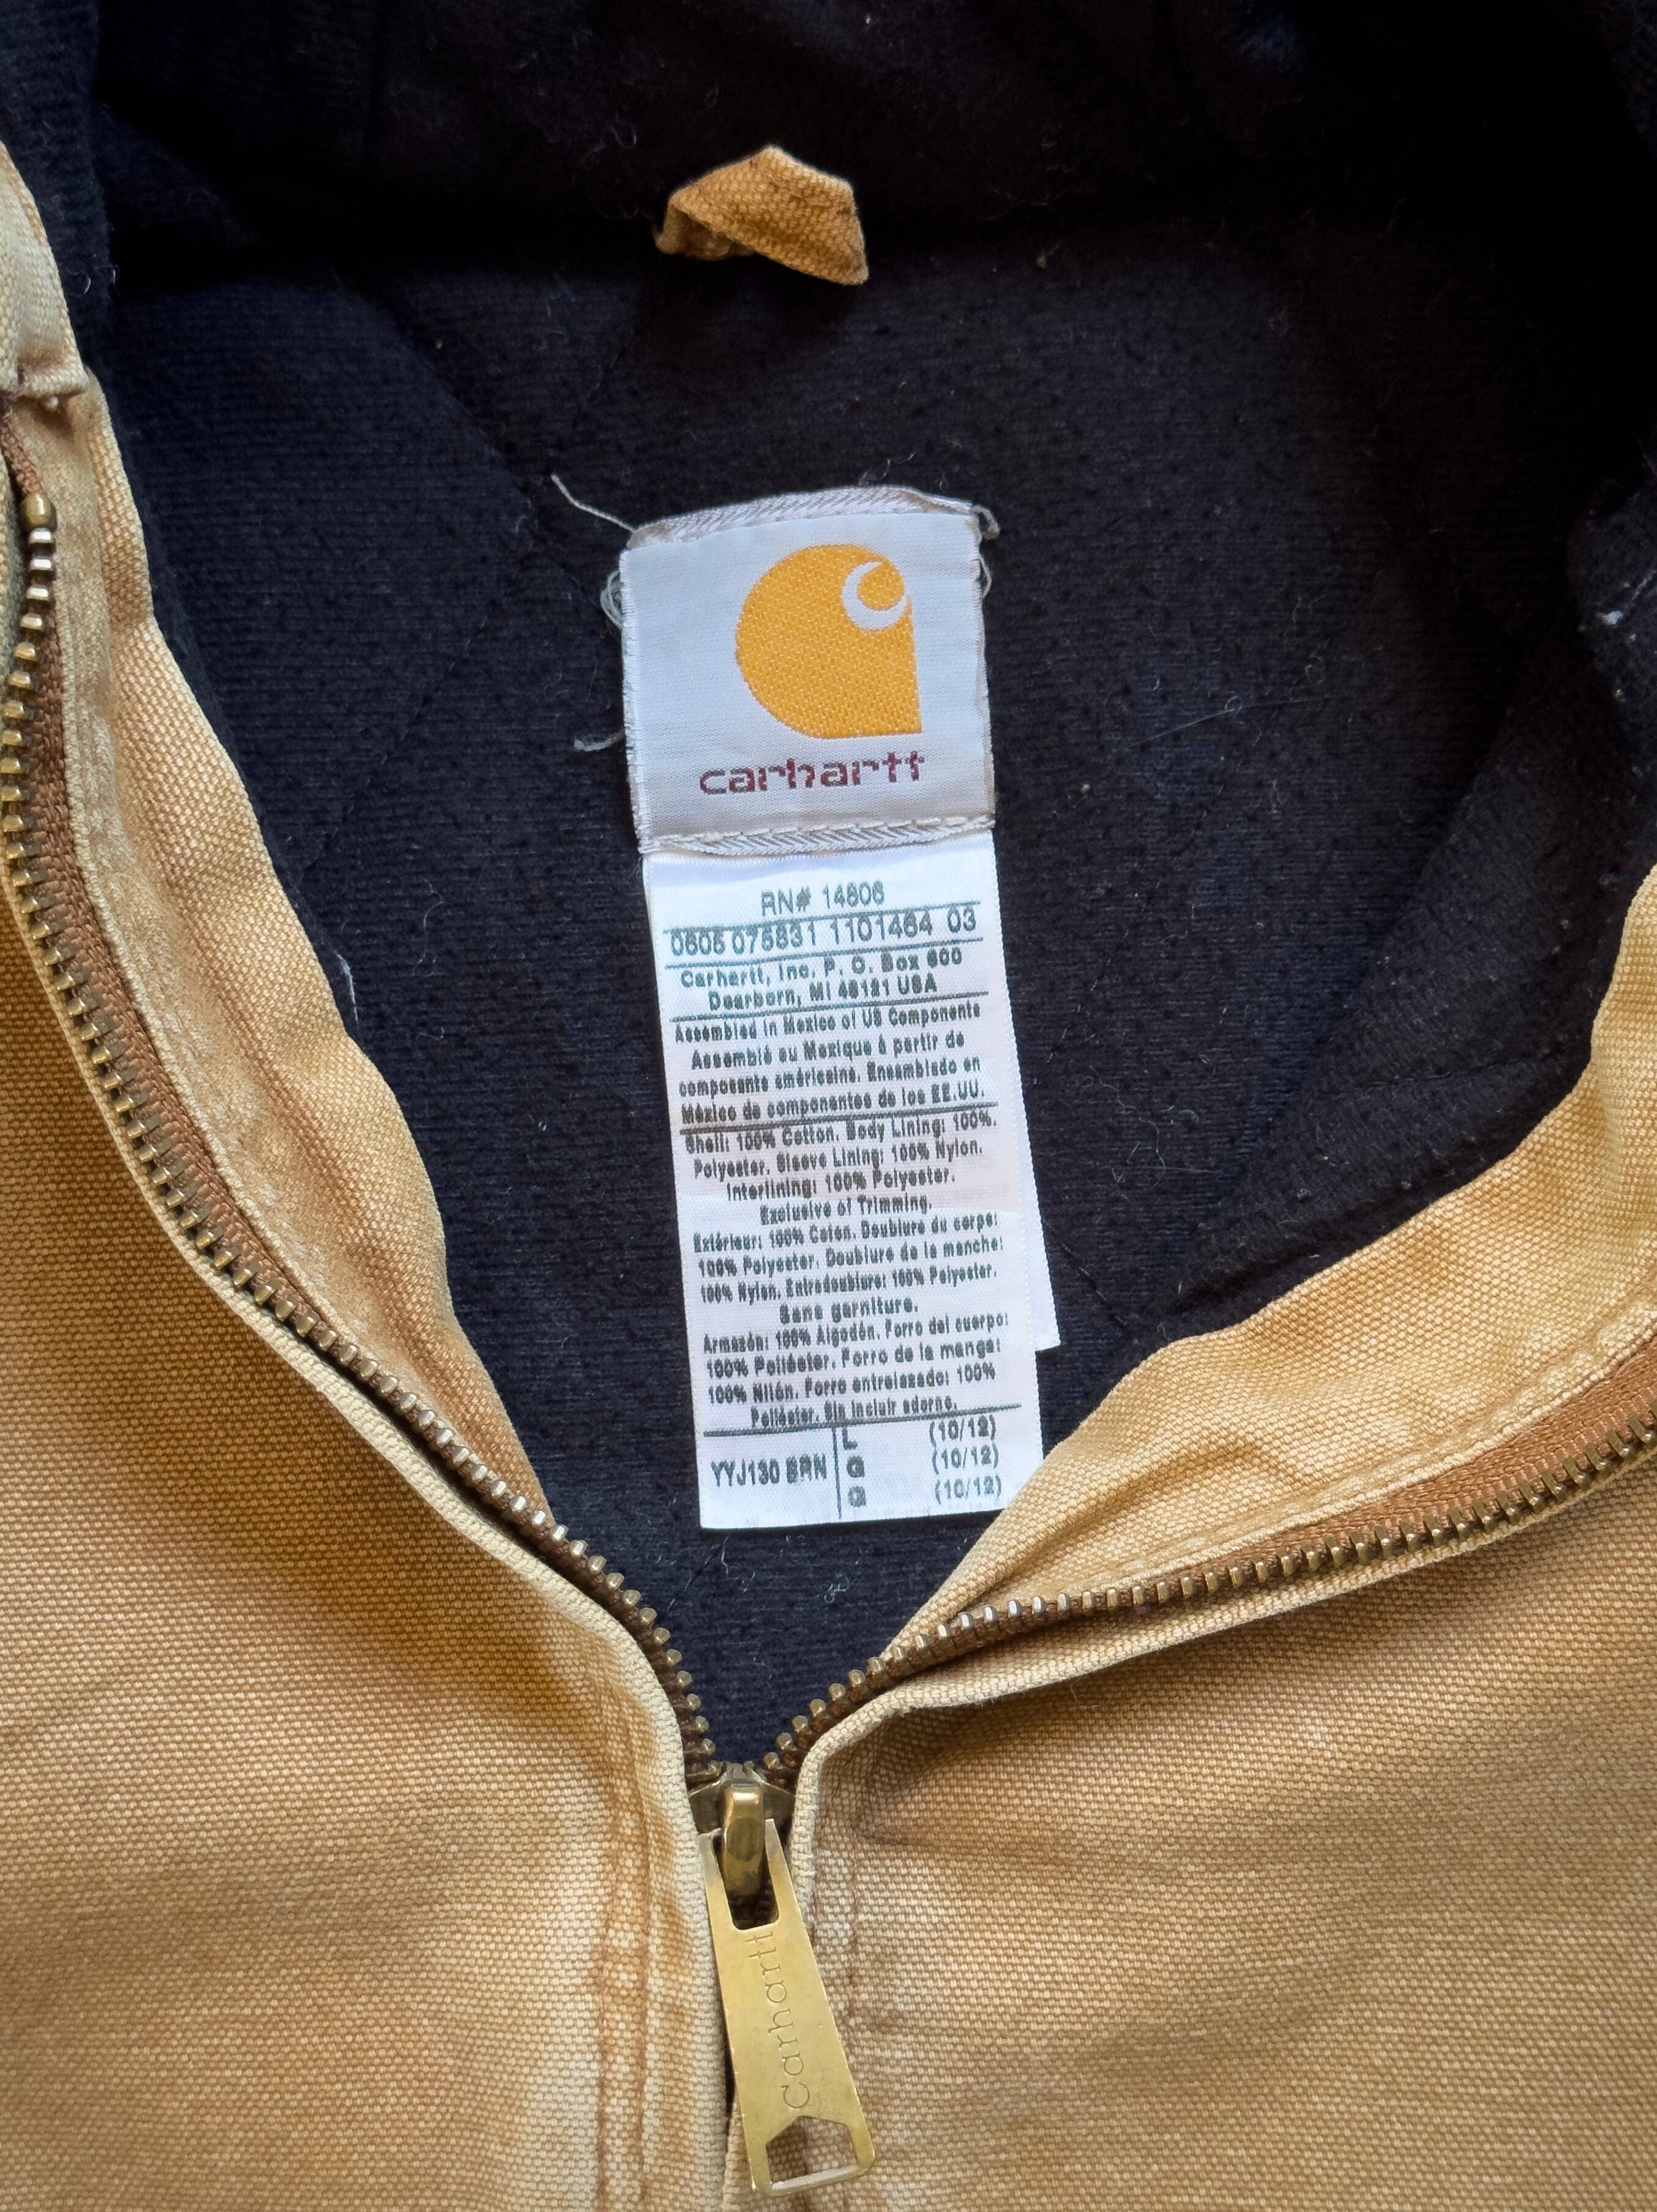 carhartt
RN# 14806
0605 075831 1101464 03
Carhartt, Inc. P. O. Box 600
Dearborn, MI 48121 USA
Assembled in Mexico of US Components
Assemblé au Mexique à partir de
composants américains. Ensamblado en
México de componentes de los EE.UU.
Shell: 100% Cotton. Body Lining: 100%.
Polyester. Sleeve Lining: 100% Nylon.
Interlining: 100% Polyester.
Exclusive of Trimming.
Extérieur: 100% Coton. Doublure du corps:
100% Polyester. Doublure de la manche:
100% Nylon. Entredoublure: 100% Polyester.
Sans garniture.
Armazón: 100% Algodón. Forro del cuerpo:
100% Poliéster. Forro de la manga:
100% Nilón. Forro entrelazado: 100%
Poliéster. Sin incluir adorno.
YYJ130 BRN
L (10/12)
G (10/12)
G (10/12)
Carhartt